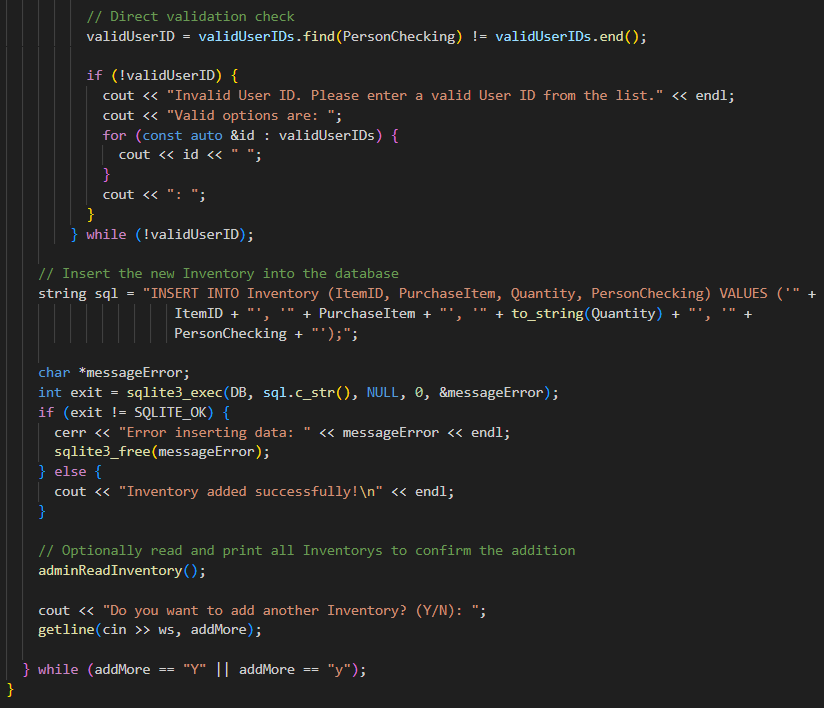 // Direct validation check
validUserID = validUserIDs.find(PersonChecking) != validUserIDs.end();
if (!validUserID) {
cout << "Invalid User ID. Please enter a valid User ID from the list." << endl;
cout << "Valid options are: ";
for (const auto &id : validUserIDs) {
cout << id << " ";
}
cout << ": ";
}
} while (!validUserID);
// Insert the new Inventory into the database
string sql = "INSERT INTO Inventory (ItemID, PurchaseItem, Quantity, PersonChecking) VALUES ('" +
ItemID + "', '" + PurchaseItem + "', '" + to_string(Quantity) + "', '" +
PersonChecking + "');";
char *messageError;
int exit = sqlite3_exec(DB, sql.c_str(), NULL, 0, &messageError);
if (exit != SQLITE_OK) {
cerr << "Error inserting data: " << messageError << endl;
sqlite3_free(messageError);
} else {
cout << "Inventory added successfully!\n" << endl;
}
// Optionally read and print all Inventorys to confirm the addition
adminReadInventory();
cout << "Do you want to add another Inventory? (Y/N): ";
getline(cin >> ws, addMore);
} while (addMore == "Y" || addMore == "y");
}